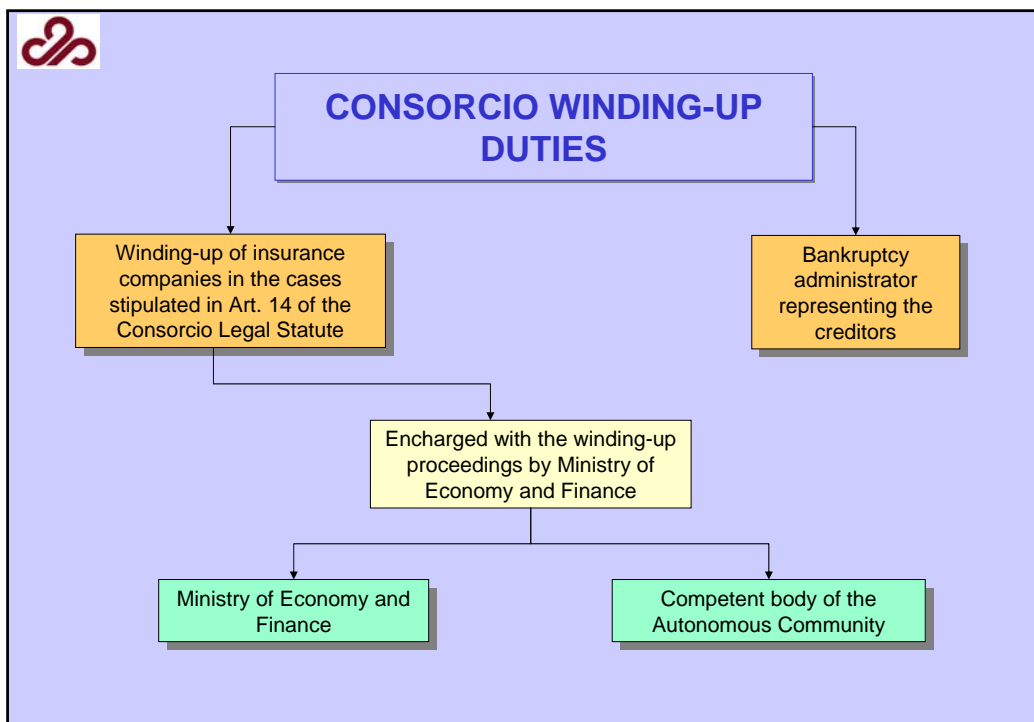 CONSORCIO WINDING-UP
DUTIES
Winding-up of insurance
companies in the cases
stipulated in Art. 14 of the
Consorcio Legal Statute
Bankruptcy
administrator
representing the
creditors
Encharged with the winding-up
proceedings by Ministry of
Economy and Finance
Ministry of Economy and
Finance
Competent body of the
Autonomous Community